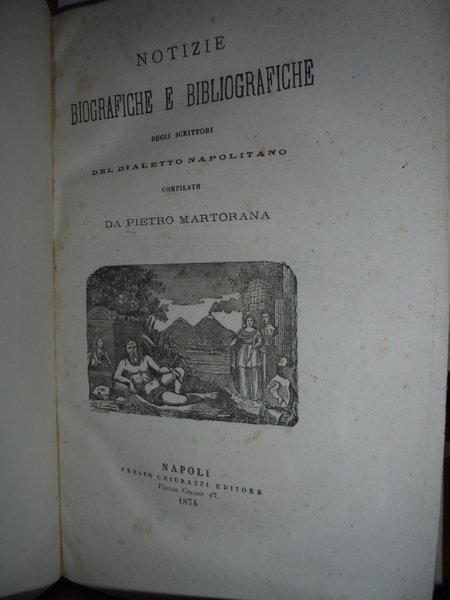 NOTIZIE
BIOGRAFICHE E BIBLIOGRAFICHE
DEGLI SCRITTORI
DEL DIALETTO NAPOLITANO
COMPILATE
DA PIETRO MARTORANA
NAPOLI
PRESSO CHIURAZZI EDITORE
Piazza Cavour 47,
1874